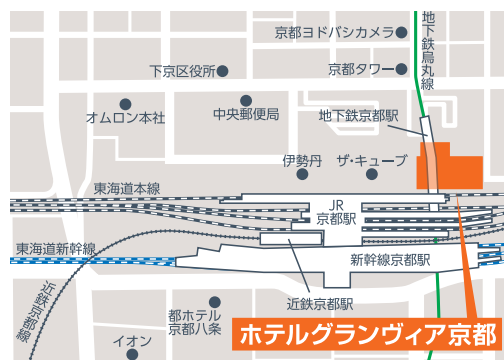 京都ヨドバシカメラ
地下鉄烏丸線
下京区役所
京都タワー
オムロン本社
中央郵便局
地下鉄京都駅
伊勢丹
ザ・キューブ
東海道本線
JR
京都駅
東海道新幹線
新幹線京都駅
近鉄京都線
近鉄京都駅
都ホテル
京都八条
イオン
ホテルグランヴィア京都